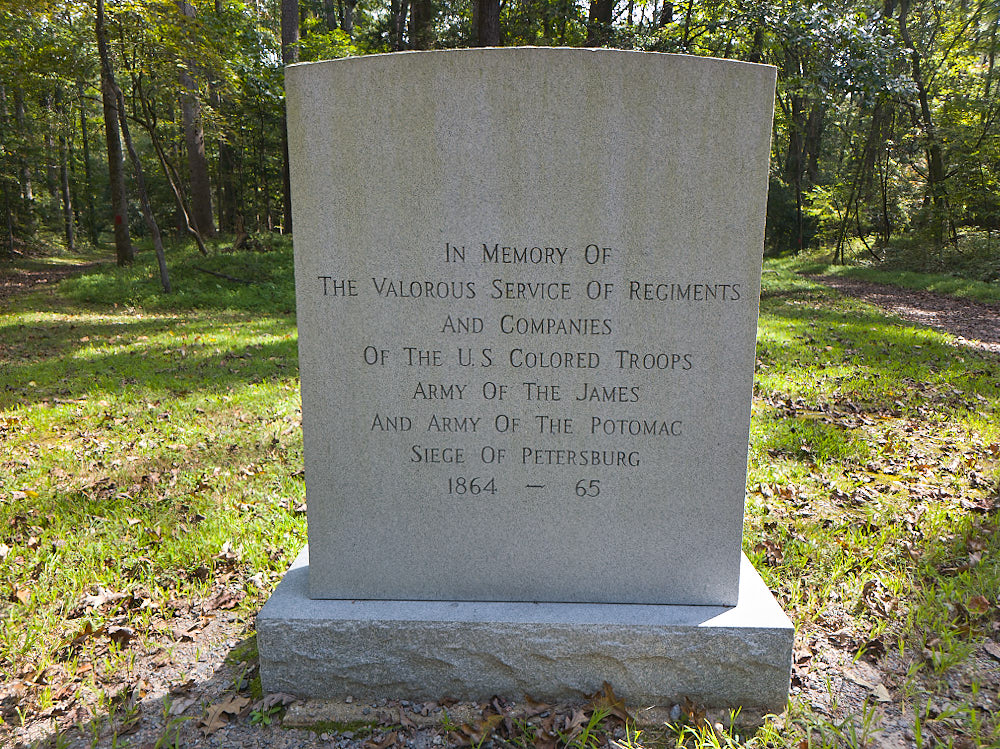 In Memory Of
The Valorous Service Of Regiments
And Companies
Of The U.S Colored Troops
Army Of The James
And Army Of The Potomac
Siege Of Petersburg
1864 – 65